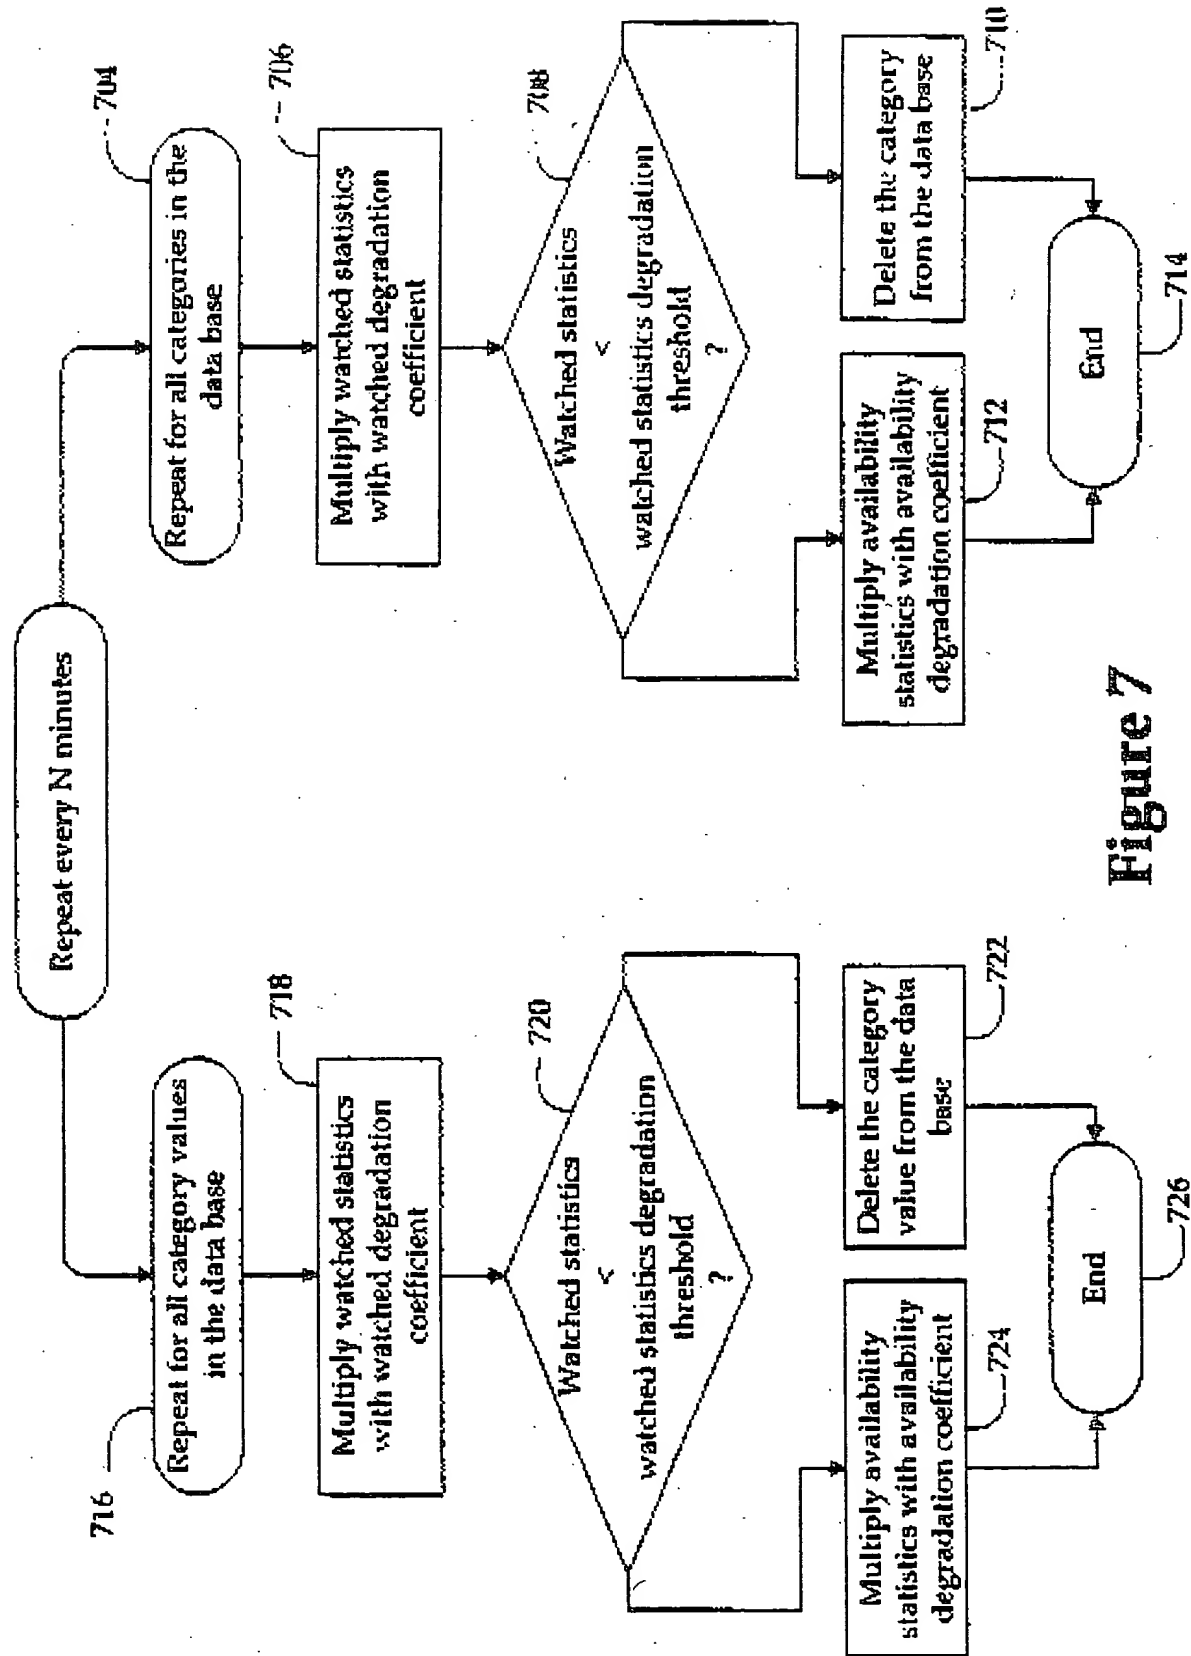 Repeat every N minutes
716
Repeat for all category values
in the data base
718
Multiply watched statistics
with watched degradation
coefficient
720
Watched statistics
<
watched statistics degradation
threshold
?
Multiply availability
statistics with availability
degradation coefficient
724
Delete the category
value from the data
base
722
End
726
704
Repeat for all categories in the
data base
706
Multiply watched statistics
with watched degradation
coefficient
708
Watched statistics
<
watched statistics degradation
threshold
?
Multiply availability
statistics with availability
degradation coefficient
712
Delete the category
from the data base
710
End
714
Figure 7